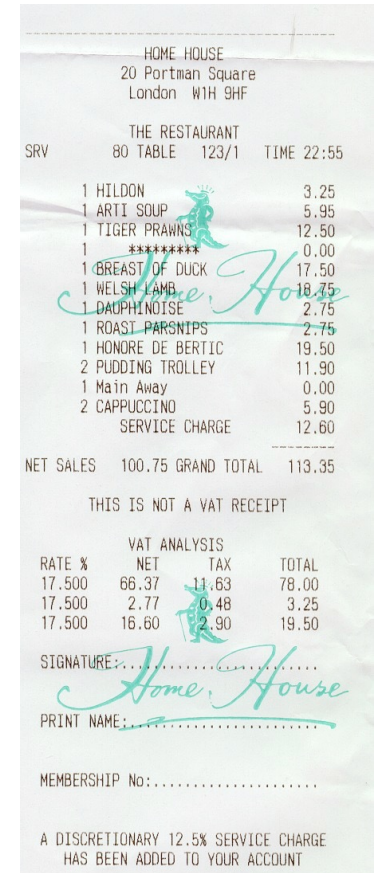 HOME HOUSE
20 Portman Square
London W1H 9HF
THE RESTAURANT
SRV 80 TABLE 123/1 TIME 22:55
1 HILDON 3.25
1 ARTI SOUP 5.95
1 TIGER PRAWNS 12.50
1 ********* 0.00
1 BREAST OF DUCK 17.50
1 WELSH LAMB 18.75
1 DAUPHINOISE 2.75
1 ROAST PARSNIPS 2.75
1 HONORE DE BERTIC 19.50
2 PUDDING TROLLEY 11.90
1 Main Away 0.00
2 CAPPUCCINO 5.90
SERVICE CHARGE 12.60
Home House
NET SALES 100.75 GRAND TOTAL 113.35
THIS IS NOT A VAT RECEIPT
VAT ANALYSIS
RATE % NET TAX TOTAL
17.500 66.37 11.63 78.00
17.500 2.77 0.48 3.25
17.500 16.60 2.90 19.50
SIGNATURE:............................
Home House
PRINT NAME:...........................
MEMBERSHIP No:......................
A DISCRETIONARY 12.5% SERVICE CHARGE
HAS BEEN ADDED TO YOUR ACCOUNT